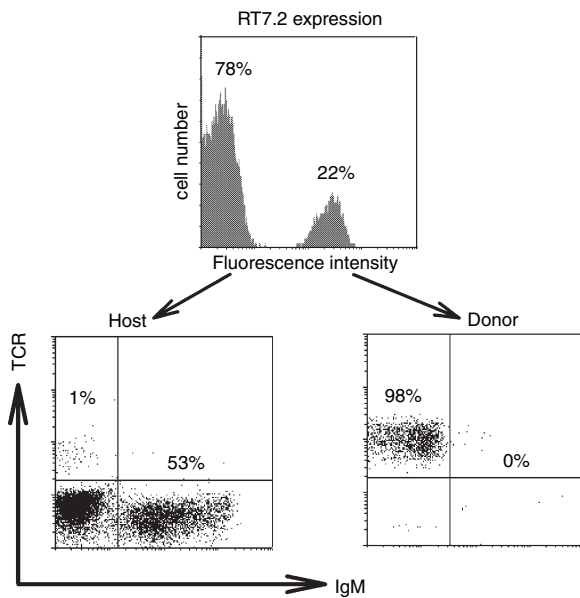 RT7.2 expression
78%
22%
cell number
Fluorescence intensity
Host
Donor
TCR
1%
53%
98%
0%
IgM